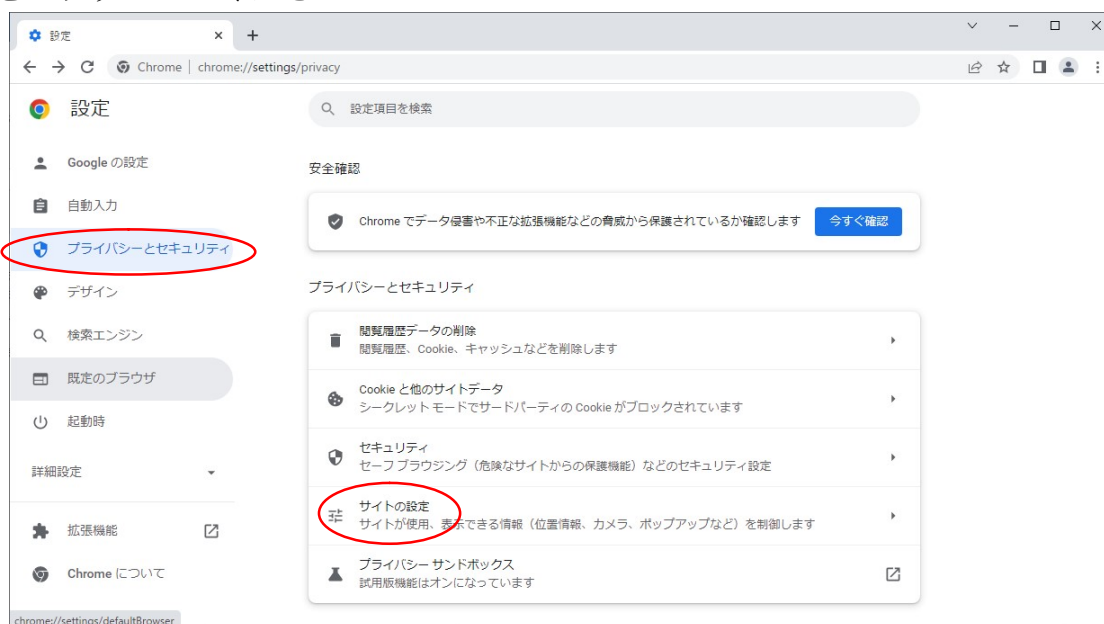 設定
Chrome | chrome://settings/privacy
設定
設定項目を検索
Google の設定
自動入力
プライバシーとセキュリティ
デザイン
検索エンジン
既定のブラウザ
起動時
詳細設定
拡張機能
Chrome について
安全確認
Chrome でデータ侵害や不正な拡張機能などの脅威から保護されているか確認します
今すぐ確認
プライバシーとセキュリティ
閲覧履歴データの削除
閲覧履歴、Cookie、キャッシュなどを削除します
Cookie と他のサイトデータ
シークレット モードでサードパーティの Cookie がブロックされています
セキュリティ
セーフ ブラウジング（危険なサイトからの保護機能）などのセキュリティ設定
サイトの設定
サイトが使用、表示できる情報（位置情報、カメラ、ポップアップなど）を制御します
プライバシー サンドボックス
試用版機能はオンになっています
chrome://settings/defaultBrowser